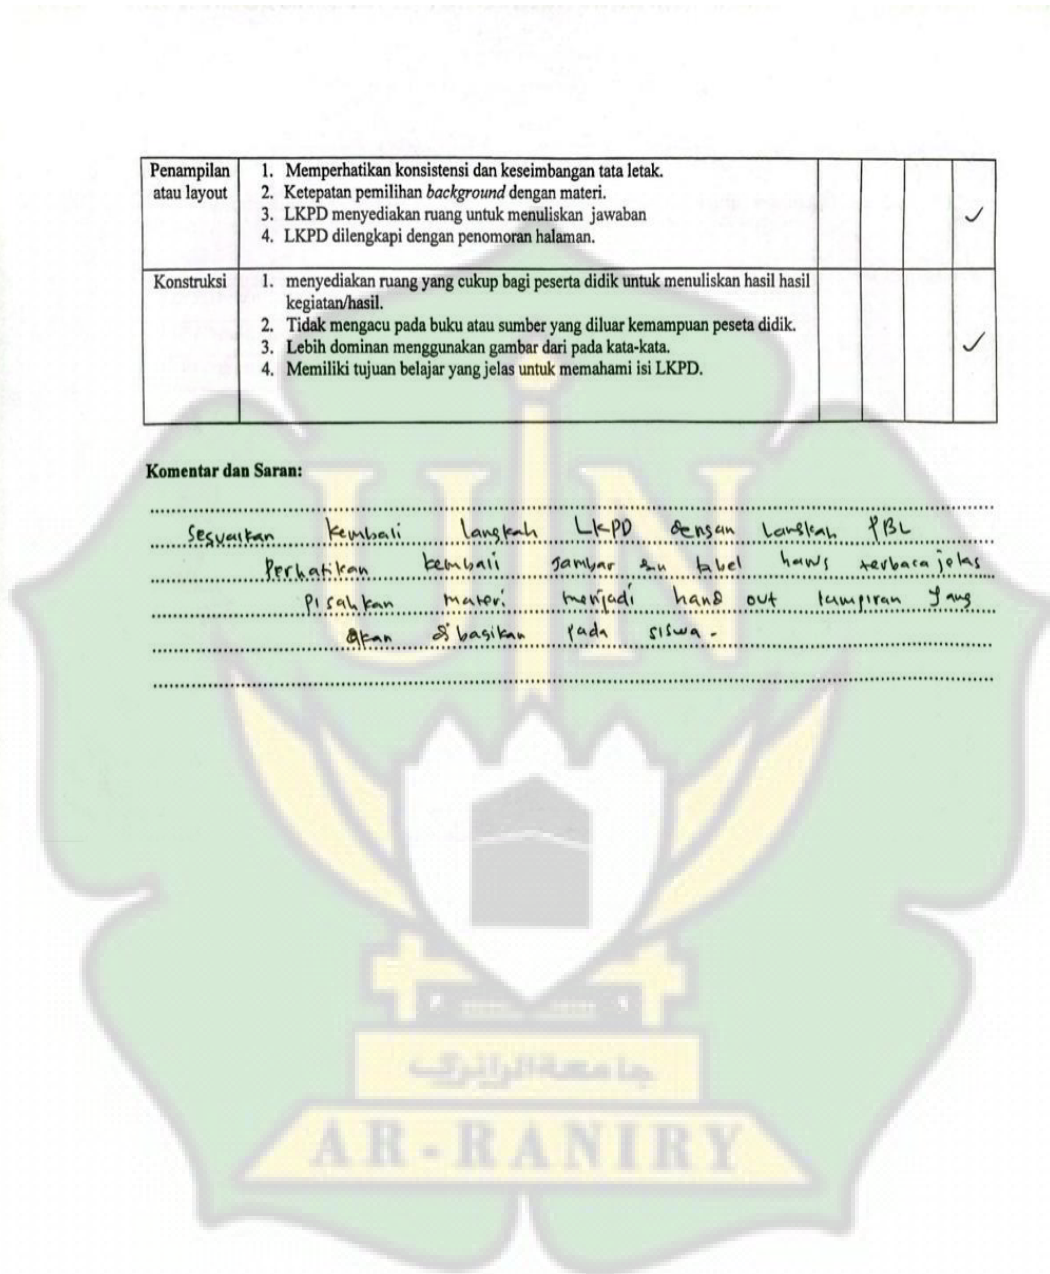 Penampilan
atau layout
1. Memperhatikan konsistensi dan keseimbangan tata letak.
2. Ketepatan pemilihan background dengan materi.
3. LKPD menyediakan ruang untuk menuliskan jawaban
4. LKPD dilengkapi dengan penomoran halaman.
✓
Konstruksi
1. menyediakan ruang yang cukup bagi peserta didik untuk menuliskan hasil hasil
kegiatan/hasil.
2. Tidak mengacu pada buku atau sumber yang diluar kemampuan peseta didik.
3. Lebih dominan menggunakan gambar dari pada kata-kata.
4. Memiliki tujuan belajar yang jelas untuk memahami isi LKPD.
✓
Komentar dan Saran:
Sesuaikan kembali langkah LKPD dengan langkah PBL
Perhatikan kembali gambar dan tabel harus terbaca jelas
Pisahkan materi menjadi hand out lampiran yang
akan dibagikan pada siswa.
UIN
جامعة الرانري
AR-RANIRY